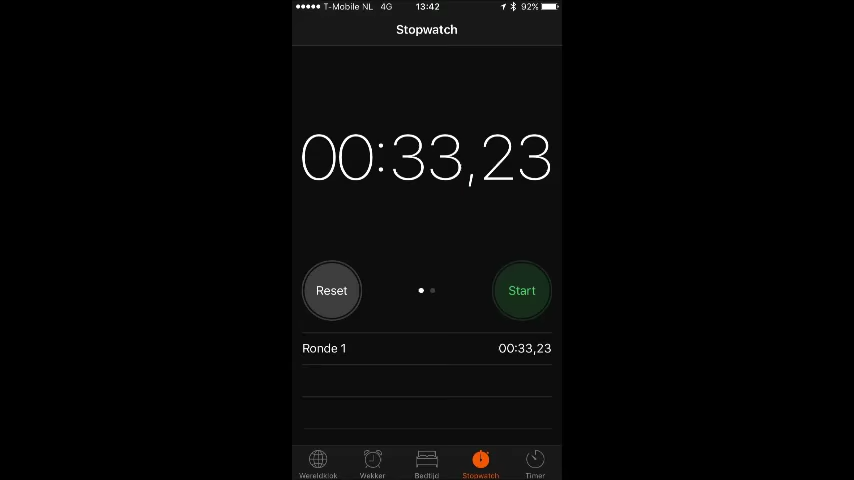 T-Mobile NL 4G 13:42 92%
Stopwatch
00:33,23
Reset Start
Ronde 1 00:33,23
Wereldklok Wekker Bedtijd Stopwatch Timer